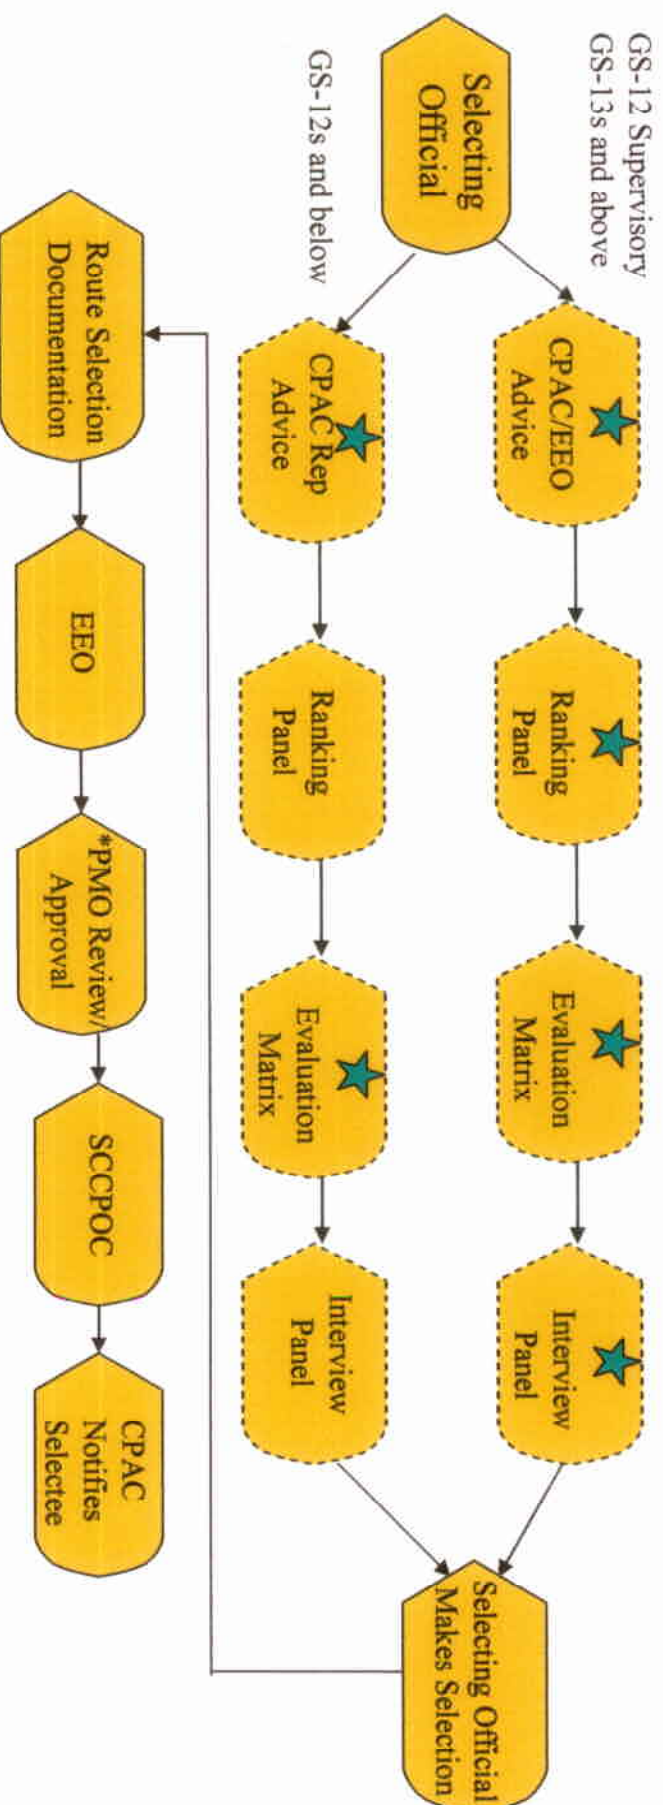 GS-12 Supervisory
GS-13s and above
Selecting
Official
GS-12s and below
CPAC/EEO
Advice
Ranking
Panel
Evaluation
Matrix
Interview
Panel
CPAC Rep
Advice
Ranking
Panel
Evaluation
Matrix
Interview
Panel
Selecting Official
Makes Selection
Route Selection
Documentation
EEO
*PMO Review/
Approval
SCCPOC
CPAC
Notifies
Selectee